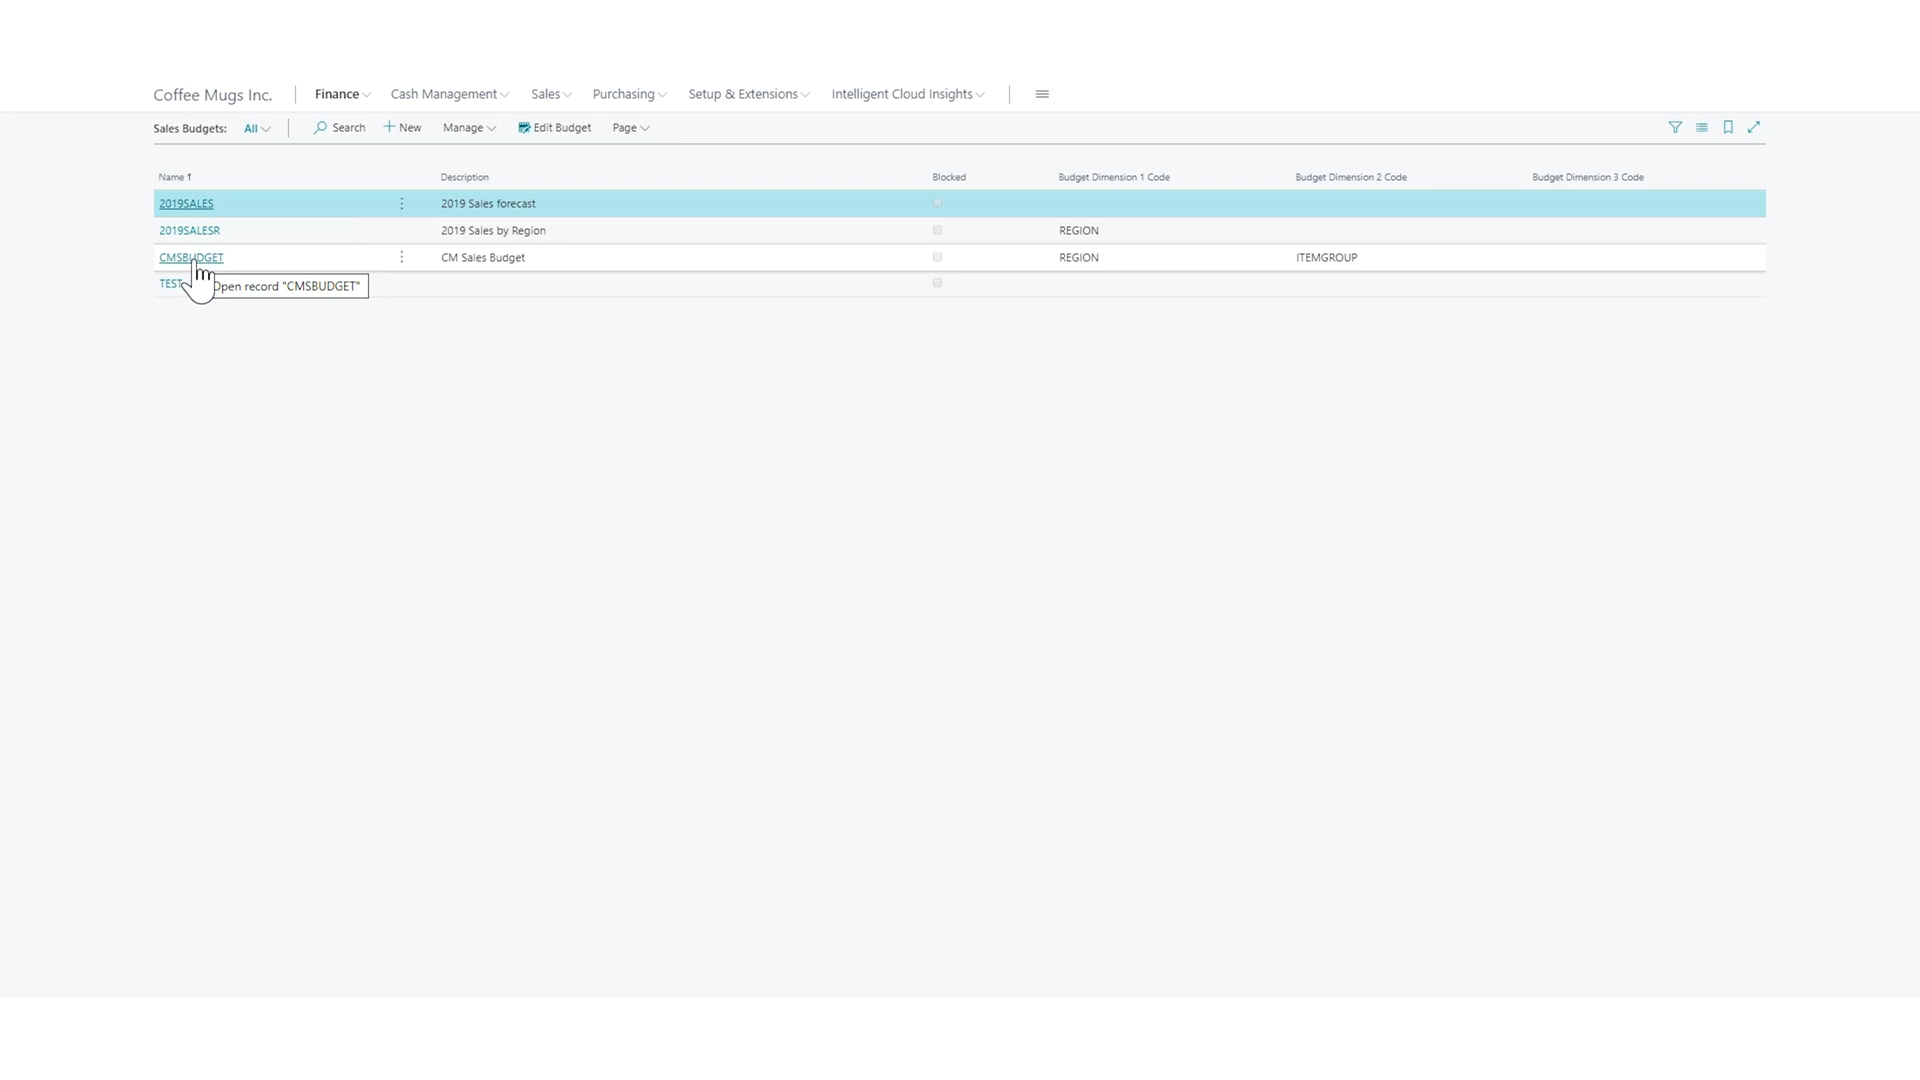 Coffee Mugs Inc. Finance Cash Management Sales Purchasing Setup & Extensions Intelligent Cloud Insights
Sales Budgets: All Search New Manage Edit Budget Page
Name ↑ Description Blocked Budget Dimension 1 Code Budget Dimension 2 Code Budget Dimension 3 Code
2019SALES 2019 Sales forecast
2019SALESR 2019 Sales by Region REGION
CMSBUDGET CM Sales Budget REGION ITEMGROUP
TEST
Open record "CMSBUDGET"